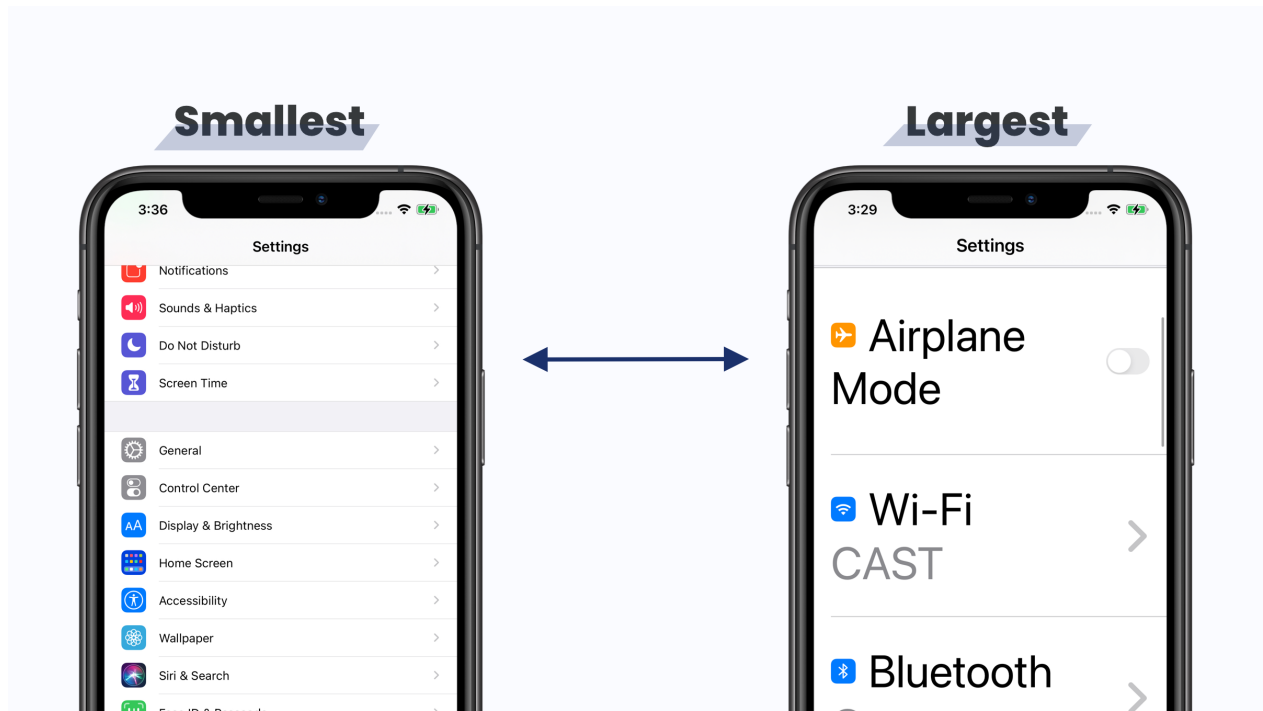 Smallest
3:36
Settings
Notifications
Sounds & Haptics
Do Not Disturb
Screen Time
General
Control Center
AA Display & Brightness
Home Screen
Accessibility
Wallpaper
Siri & Search
Largest
3:29
Settings
Airplane
Mode
Wi-Fi
CAST
Bluetooth